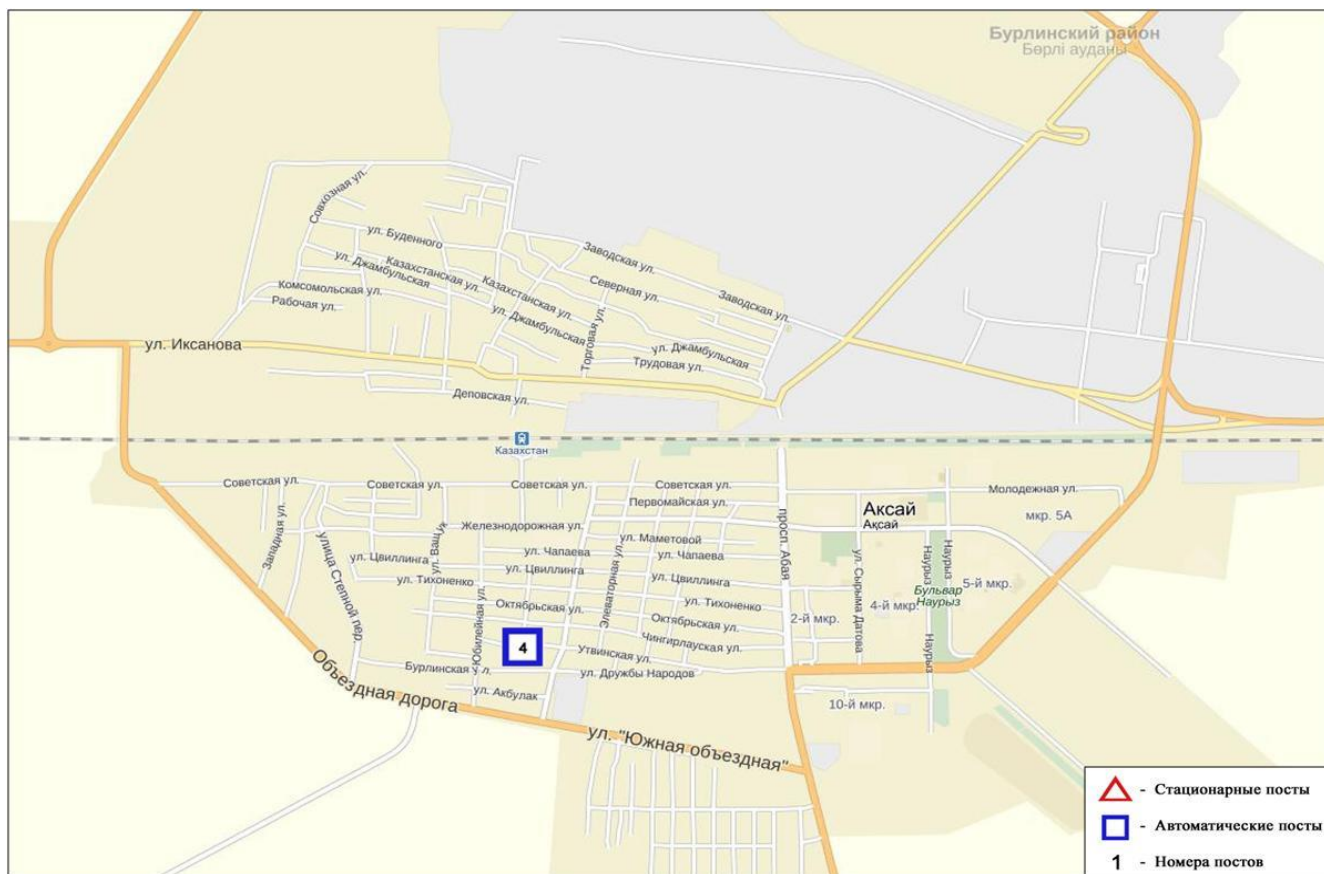 Бурлинский район
Бөрлі ауданы
Совхозная ул.
ул. Буденного
Заводская ул.
ул. Джамбульская
Казахстанская ул.
Северная ул.
Комсомольская ул.
Казахстанская ул.
Заводская ул.
Рабочая ул.
ул. Джамбульская
Торговая ул.
ул. Иксанова
ул. Джамбульская
Трудовая ул.
Деповская ул.
Казахстан
Советская ул.
Советская ул.
Советская ул.
Советская ул.
Молодежная ул.
Первомайская ул.
Аксай
Ақсай
мкр. 5А
Западная ул.
улица Степной пер.
ул. Ващук
Железнодорожная ул.
ул. Маметовой
просп. Абая
ул. Чапаева
ул. Чапаева
ул. Цвиллинга
ул. Цвиллинга
ул. Цвиллинга
ул. Тихоненко
ул. Тихоненко
Элеваторная ул.
ул. Сырыма Датова
Наурыз
Наурыз
5-й мкр.
Бульвар
Наурыз
4-й мкр.
2-й мкр.
Октябрьская ул.
Октябрьская ул.
Юбилейная ул.
Чингирлауская ул.
4
Утвинская ул.
Наурыз
Бурлинская ул.
ул. Дружбы Народов
Объездная дорога
ул. Акбулак
10-й мкр.
ул. "Южная объездная"
- Стационарные посты
- Автоматические посты
1 - Номера постов